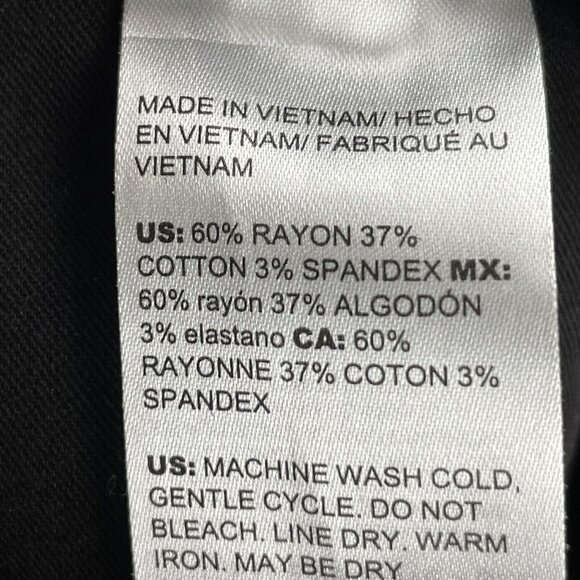 MADE IN VIETNAM/ HECHO
EN VIETNAM/ FABRIQUÉ AU
VIETNAM
US: 60% RAYON 37%
COTTON 3% SPANDEX MX:
60% rayón 37% ALGODÓN
3% elastano CA: 60%
RAYONNE 37% COTON 3%
SPANDEX
US: MACHINE WASH COLD,
GENTLE CYCLE. DO NOT
BLEACH. LINE DRY. WARM
IRON. MAY BE DRY